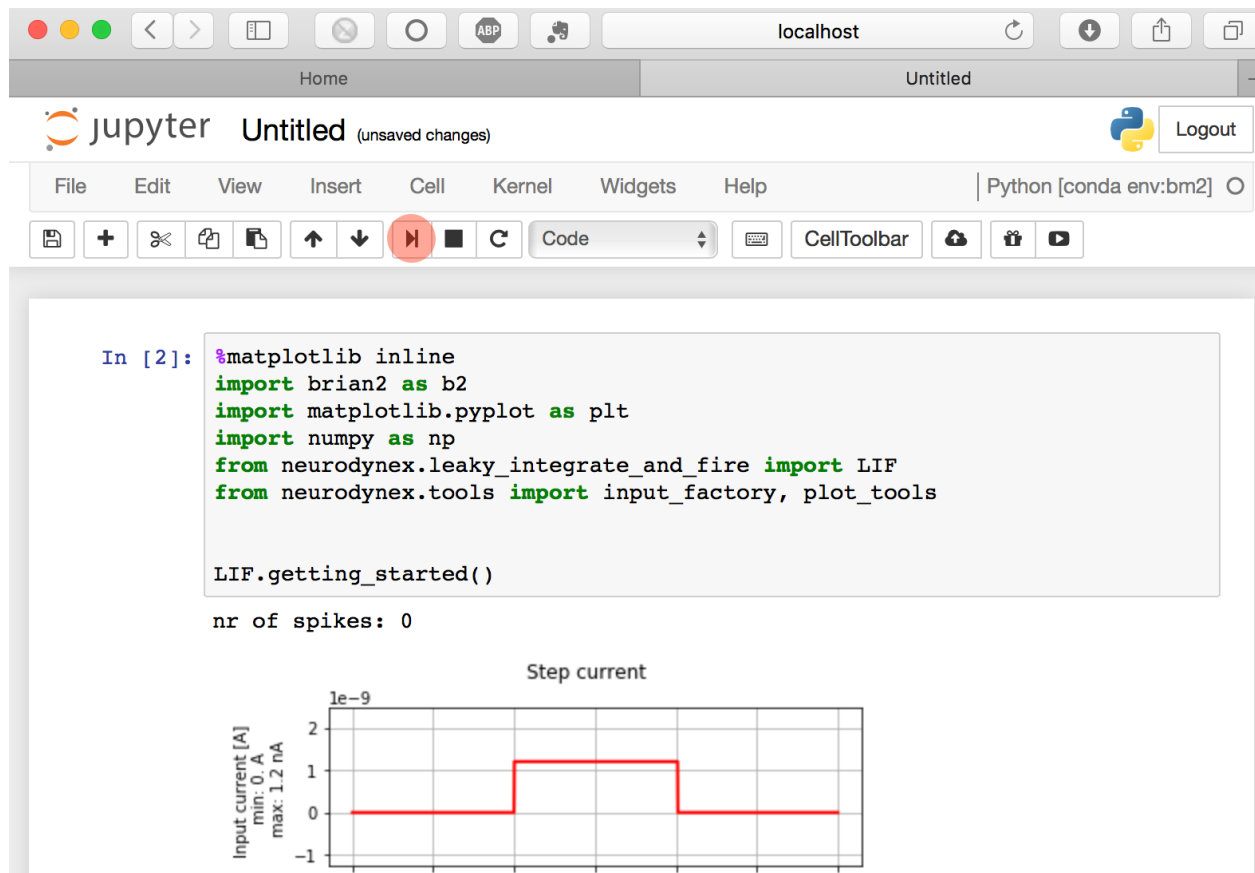 ABP
localhost
Home
Untitled
jupyter Untitled (unsaved changes)
Logout
File Edit View Insert Cell Kernel Widgets Help Python [conda env:bm2]
Code CellToolbar
In [2]: %matplotlib inline
import brian2 as b2
import matplotlib.pyplot as plt
import numpy as np
from neurodynex.leaky_integrate_and_fire import LIF
from neurodynex.tools import input_factory, plot_tools
LIF.getting_started()
nr of spikes: 0
Step current
1e−9
Input current [A]
min: 0. A
max: 1.2 nA
2
1
0
−1